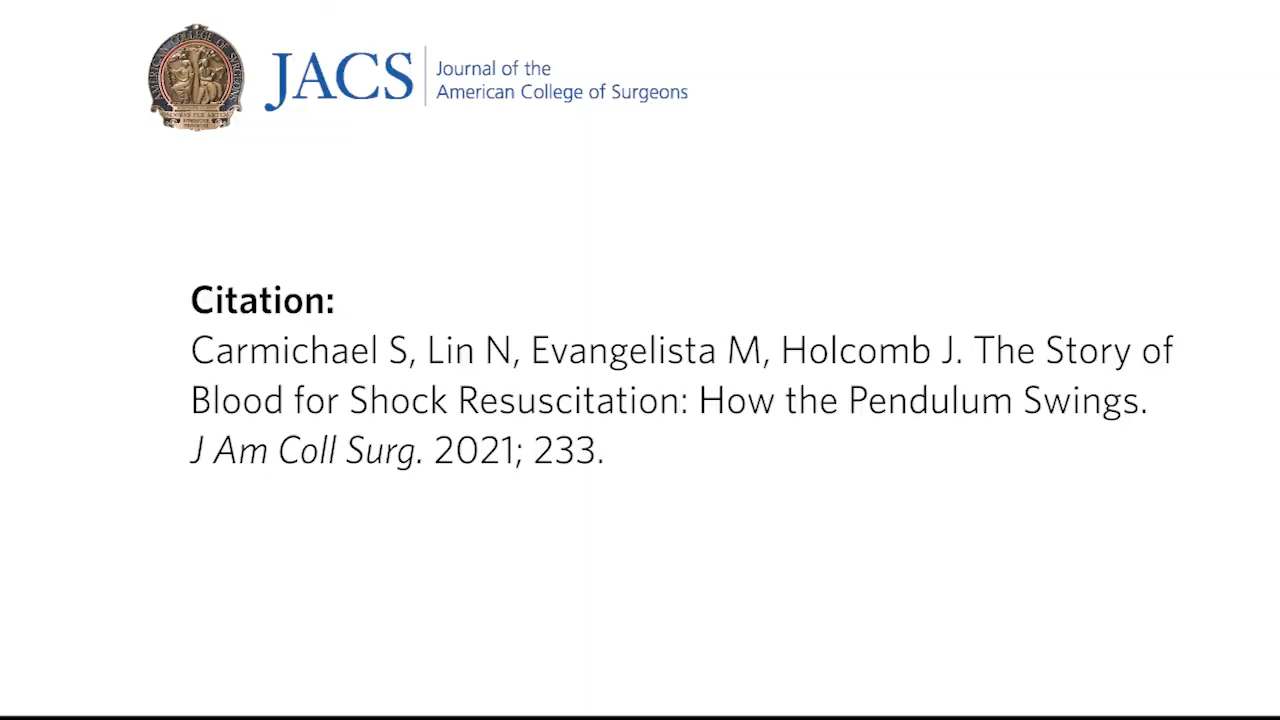 JACS
Journal of the
American College of Surgeons
Citation:
Carmichael S, Lin N, Evangelista M, Holcomb J. The Story of
Blood for Shock Resuscitation: How the Pendulum Swings.
J Am Coll Surg. 2021; 233.